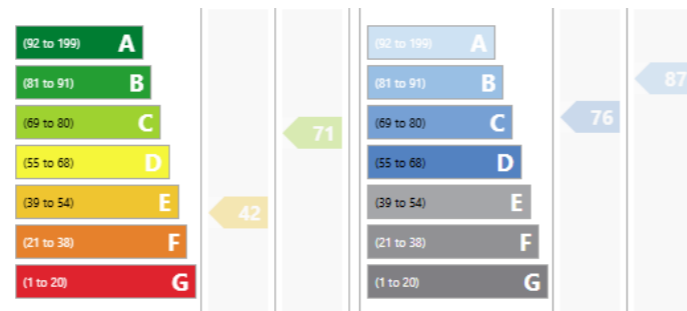 (92 to 199) A
(81 to 91) B
(69 to 80) C
71
(55 to 68) D
(39 to 54) E
42
(21 to 38) F
(1 to 20) G
(92 to 199) A
(81 to 91) B
87
(69 to 80) C
76
(55 to 68) D
(39 to 54) E
(21 to 38) F
(1 to 20) G